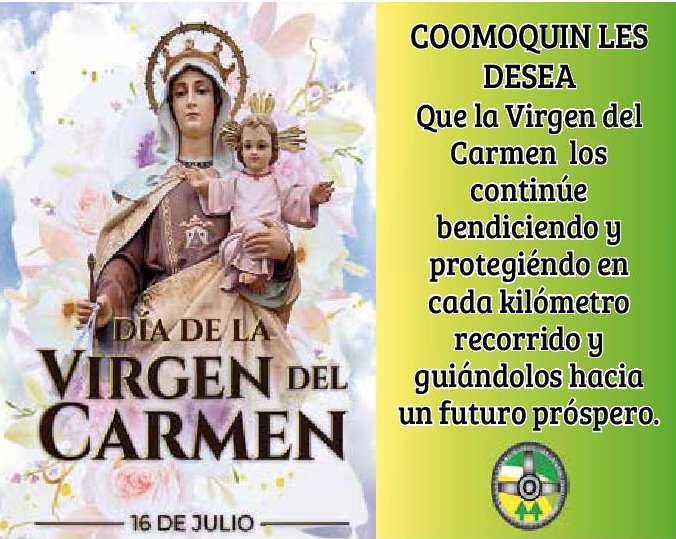 DÍA DE LA
VIRGEN DEL
CARMEN
16 DE JULIO
COOMOQUIN LES
DESEA
Que la Virgen del
Carmen los
continúe
bendiciendo y
protegiéndo en
cada kilómetro
recorrido y
guiándolos hacia
un futuro próspero.